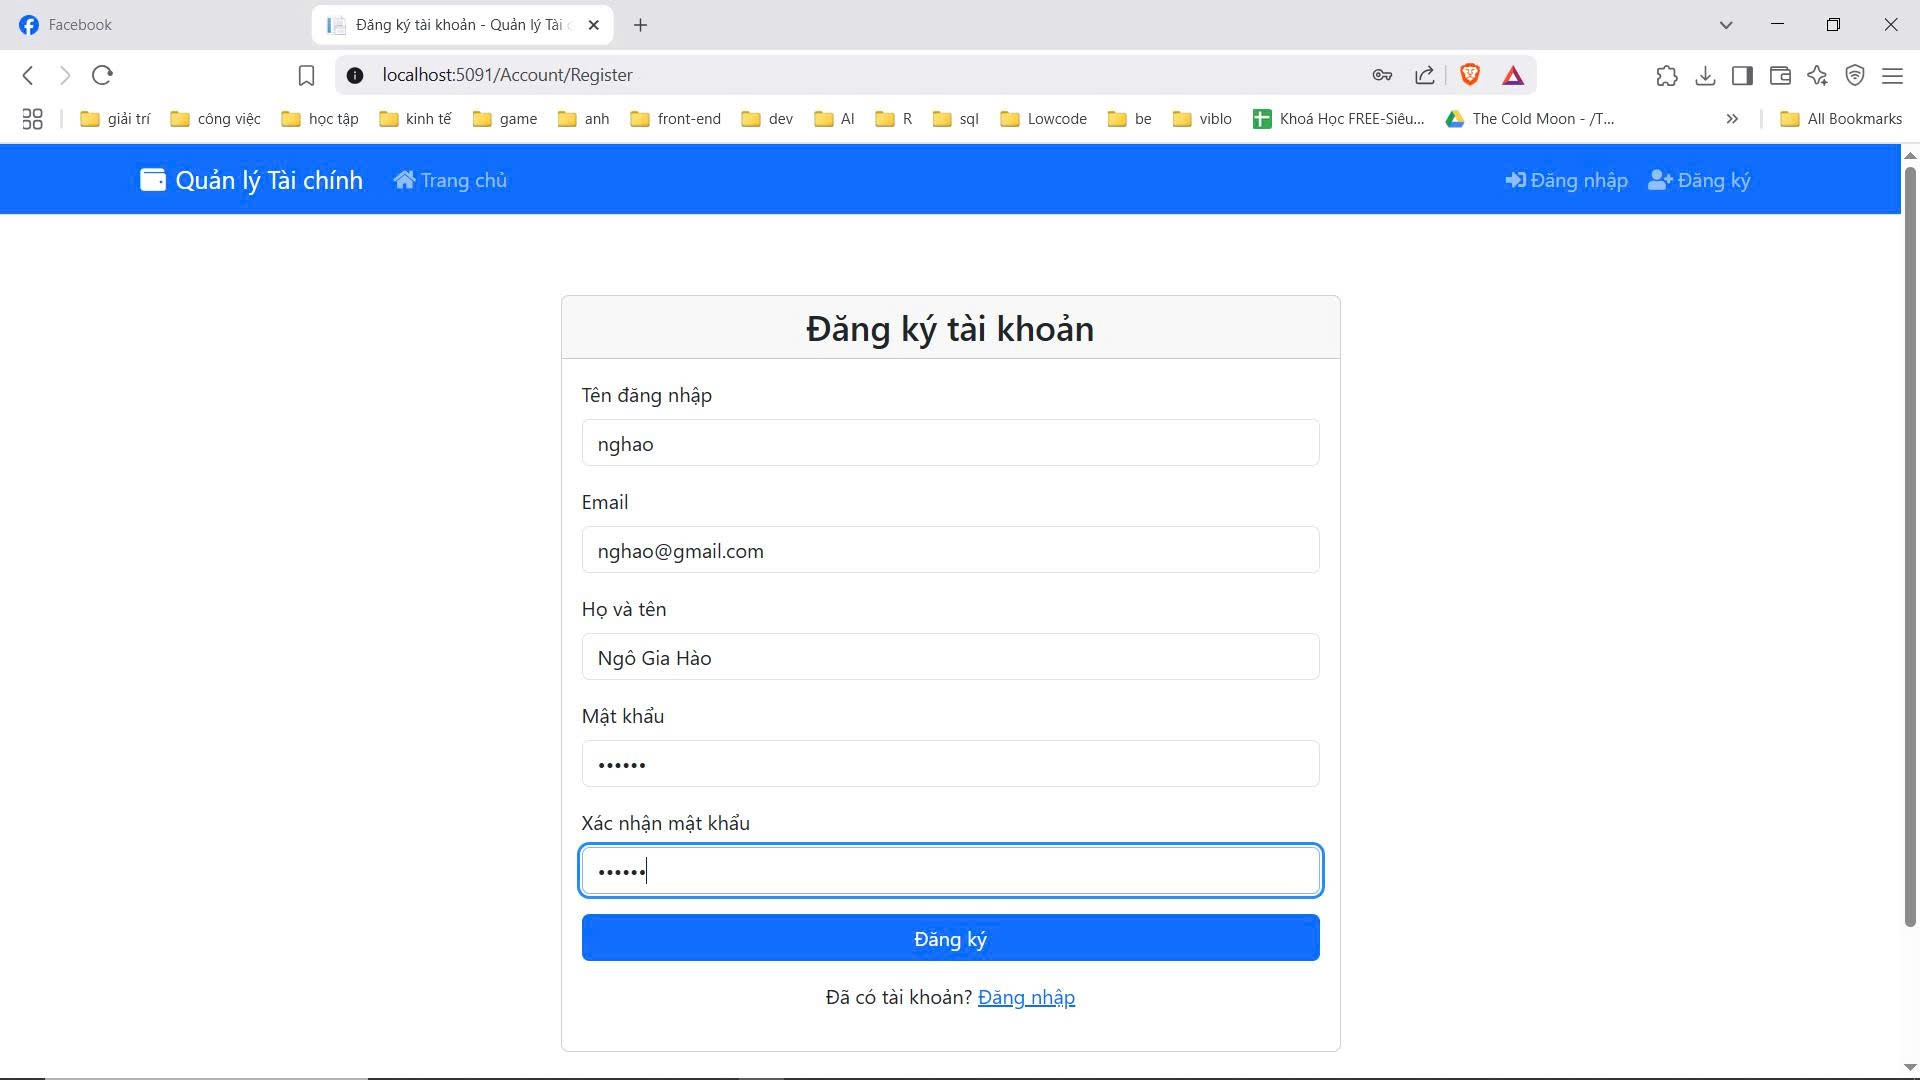 Facebook
Đăng ký tài khoản - Quản lý Tài c
localhost:5091/Account/Register
giải trí công việc học tập kinh tế game anh front-end dev AI R sql Lowcode be viblo Khoá Học FREE-Siêu... The Cold Moon - /T... » All Bookmarks
Quản lý Tài chính Trang chủ Đăng nhập Đăng ký
Đăng ký tài khoản
Tên đăng nhập
nghao
Email
nghao@gmail.com
Họ và tên
Ngô Gia Hào
Mật khẩu
••••••
Xác nhận mật khẩu
••••••
Đăng ký
Đã có tài khoản? Đăng nhập